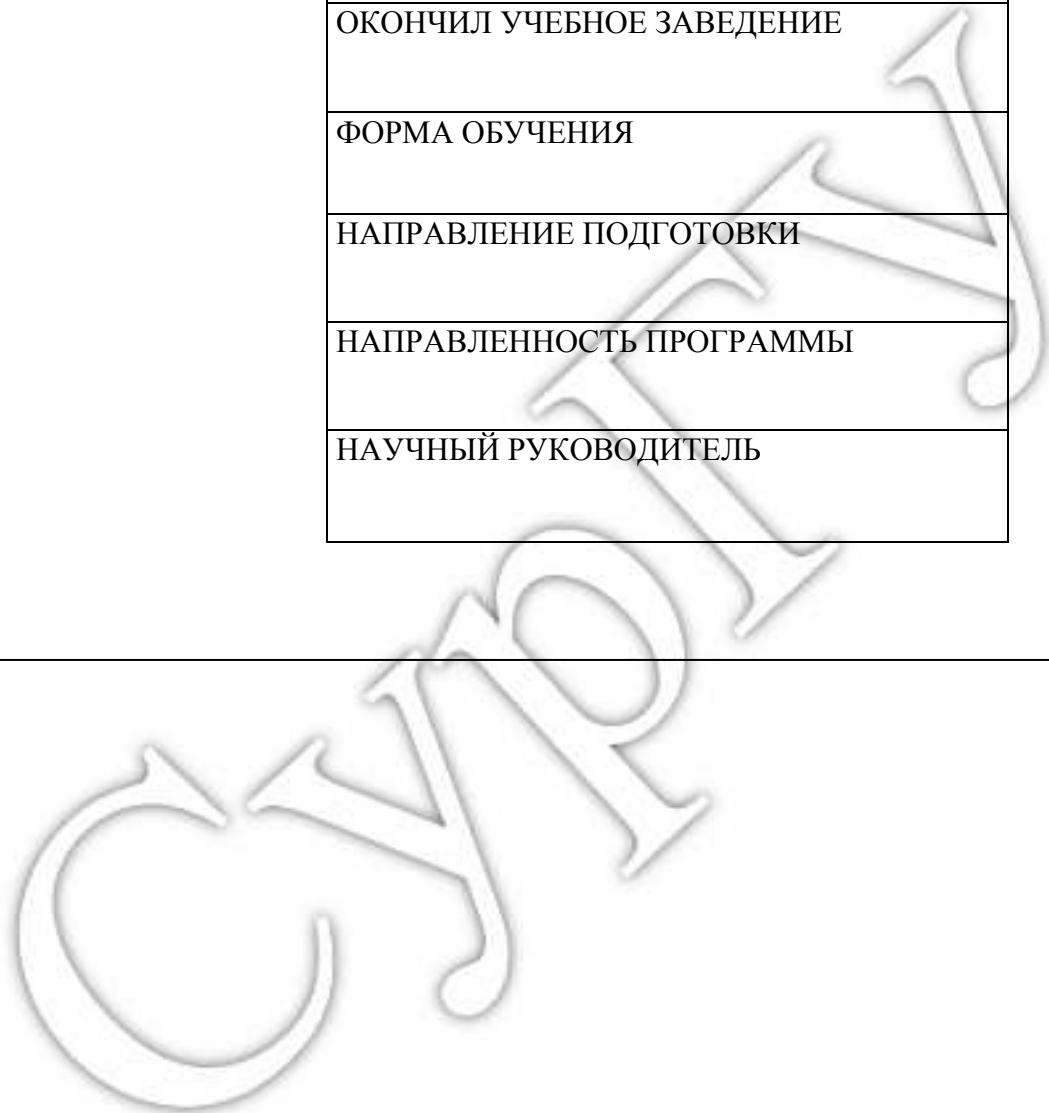 ОКОНЧИЛ УЧЕБНОЕ ЗАВЕДЕНИЕ
ФОРМА ОБУЧЕНИЯ
НАПРАВЛЕНИЕ ПОДГОТОВКИ
НАПРАВЛЕННОСТЬ ПРОГРАММЫ
НАУЧНЫЙ РУКОВОДИТЕЛЬ
СурГУ